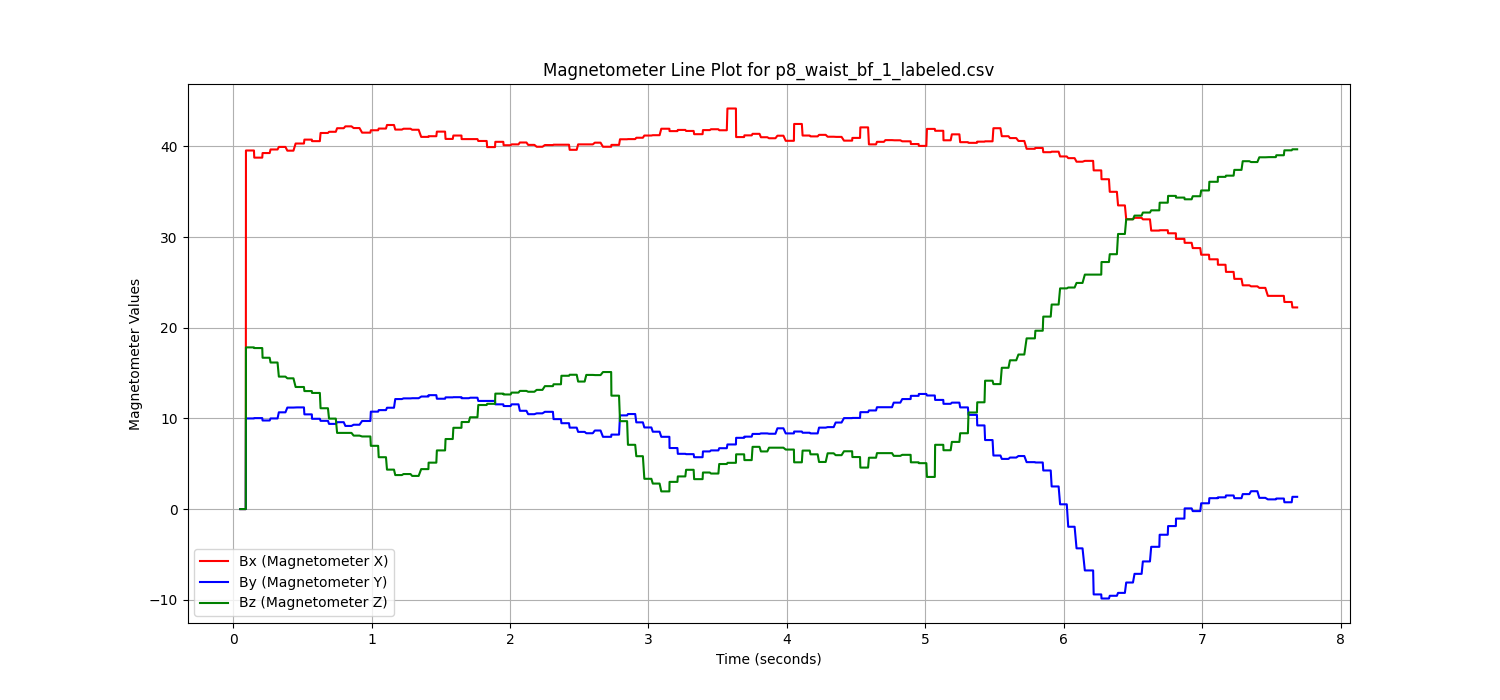 Magnetometer Line Plot for p8_waist_bf_1_labeled.csv
Magnetometer Values
40
30
20
10
0
−10
Bx (Magnetometer X)
By (Magnetometer Y)
Bz (Magnetometer Z)
0 1 2 3 4 5 6 7 8
Time (seconds)